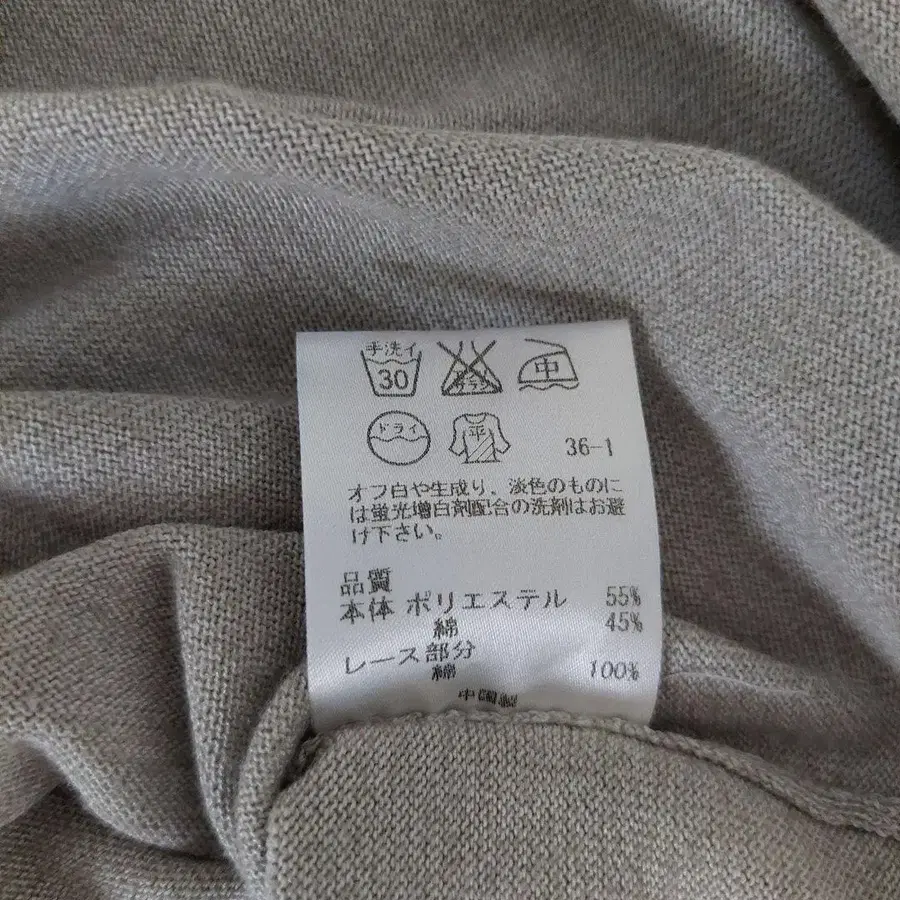 手洗イ
30
中
ドライ
平
36-1
オフ白や生成り、淡色のものに
は蛍光増白剤配合の洗剤はお避
け下さい。
品質
本体 ポリエステル 55%
綿 45%
レース部分
綿 100%
中国製